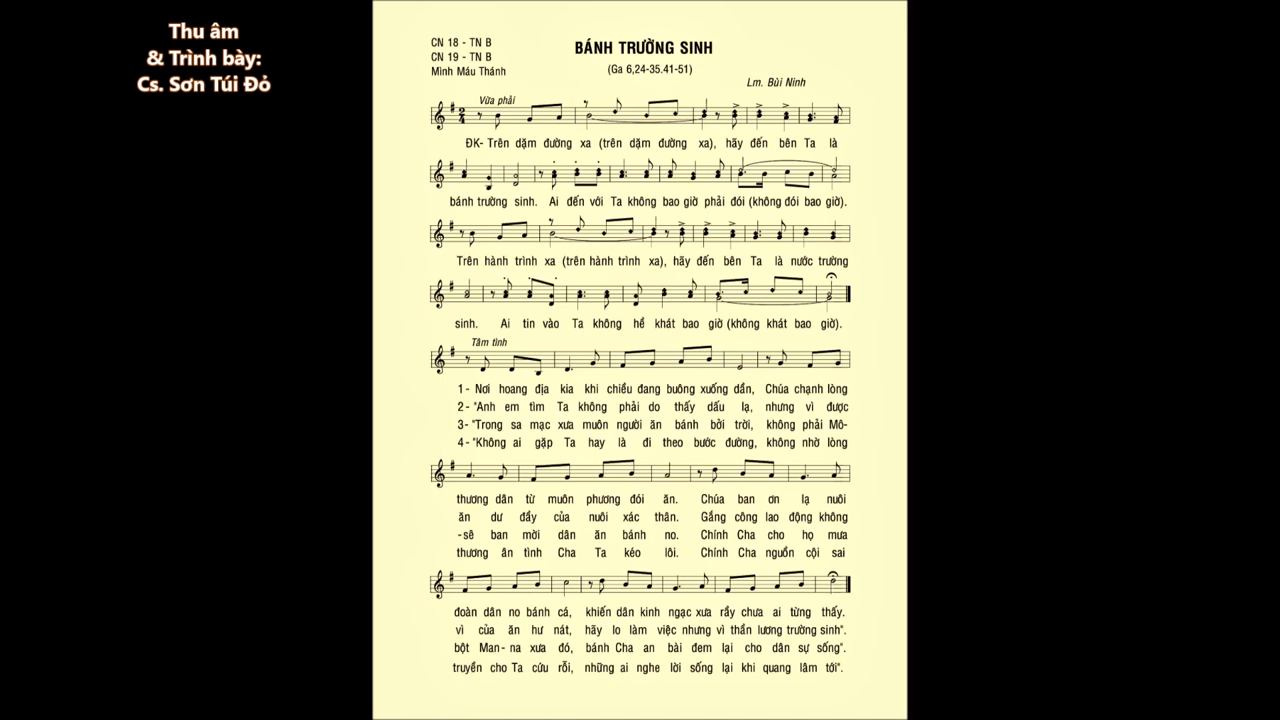 Thu âm
& Trình bày:
Cs. Sơn Túi Đỏ
CN 18 - TN B
CN 19 - TN B
Mình Máu Thánh
BÁNH TRƯỜNG SINH
(Ga 6,24-35.41-51)
Lm. Bùi Ninh
Vừa phải
ĐK- Trên dặm đường xa (trên dặm đường xa), hãy đến bên Ta là
bánh trường sinh. Ai đến với Ta không bao giờ phải đói (không đói bao giờ).
Trên hành trình xa (trên hành trình xa), hãy đến bên Ta là nước trường
sinh. Ai tin vào Ta không hề khát bao giờ (không khát bao giờ).
Tâm tình
1- Nơi hoang địa kia khi chiều đang buông xuống dần, Chúa chạnh lòng
2- "Anh em tìm Ta không phải do thấy dấu lạ, nhưng vì được
3- "Trong sa mạc xưa muôn người ăn bánh bởi trời, không phải Mô-
4- "Không ai gặp Ta hay là đi theo bước đường, không nhờ lòng
thương dân từ muôn phương đói ăn. Chúa ban ơn lạ nuôi
ăn dư đầy của nuôi xác thân. Gắng công lao động không
-sê ban mời dân ăn bánh no. Chính Cha cho họ mưa
thương ân tình Cha Ta kéo lôi. Chính Cha nguồn cội sai
đoàn dân no bánh cá, khiến dân kinh ngạc xưa rầy chưa ai từng thấy.
vì của ăn hư nát, hãy lo làm việc nhưng vì thần lương trường sinh".
bột Man-na xưa đó, bánh Cha an bài đem lại cho dân sự sống".
truyền cho Ta cứu rỗi, những ai nghe lời sống lại khi quang lâm tới".